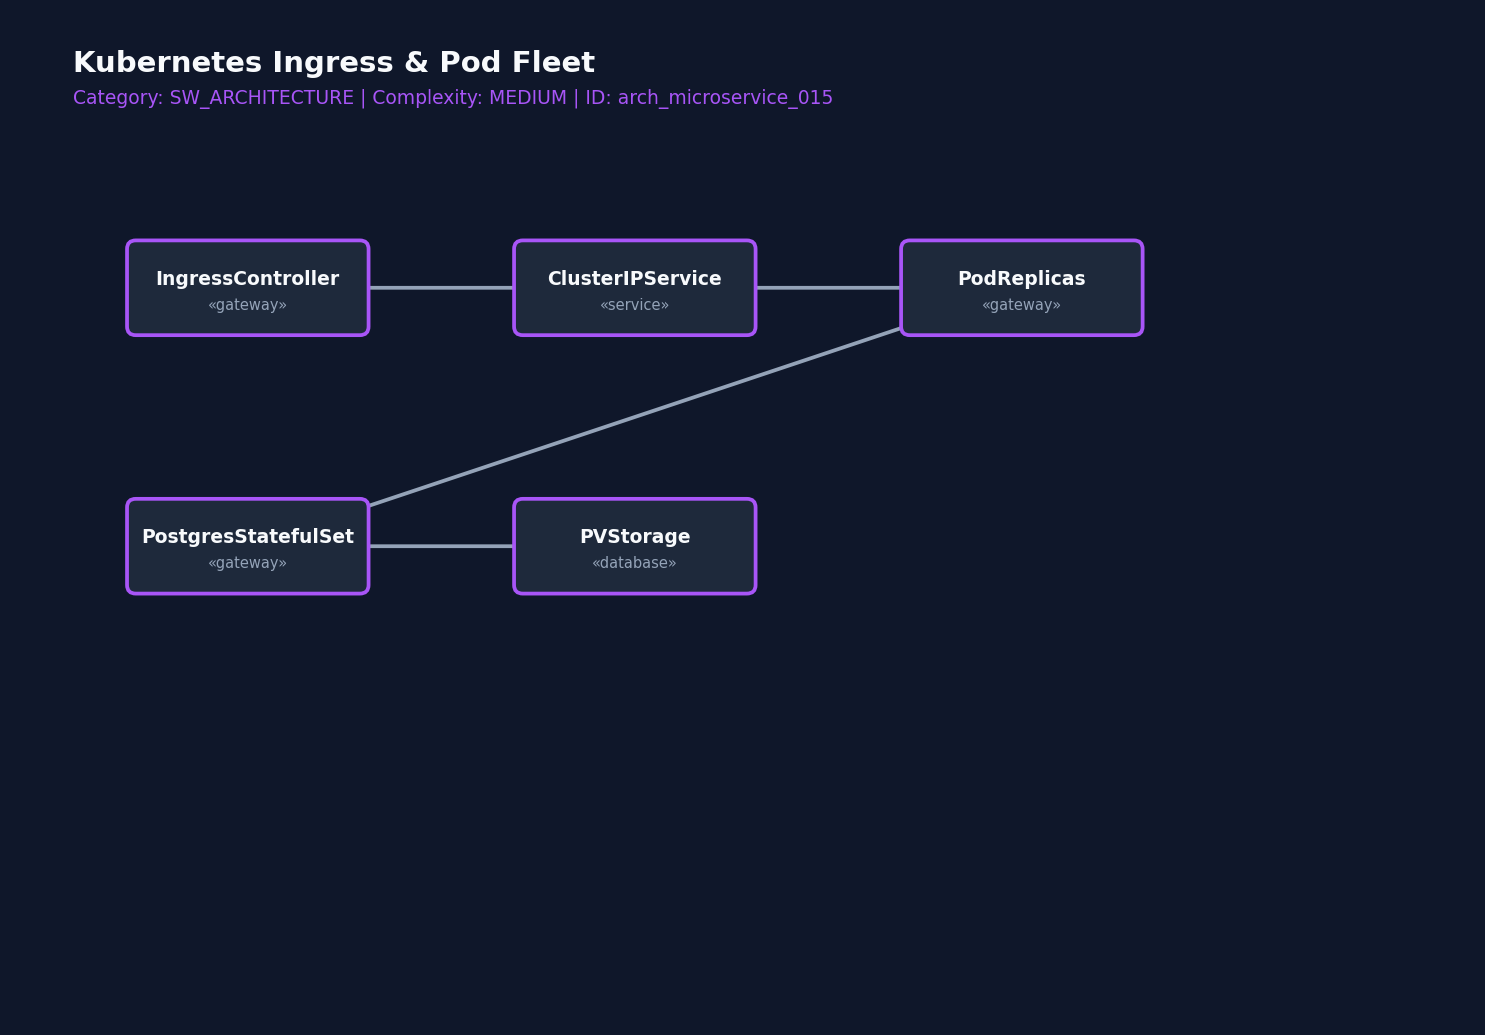 Kubernetes Ingress & Pod Fleet
Category: SW_ARCHITECTURE | Complexity: MEDIUM | ID: arch_microservice_015
IngressController
«gateway»
ClusterIPService
«service»
PodReplicas
«gateway»
PostgresStatefulSet
«gateway»
PVStorage
«database»